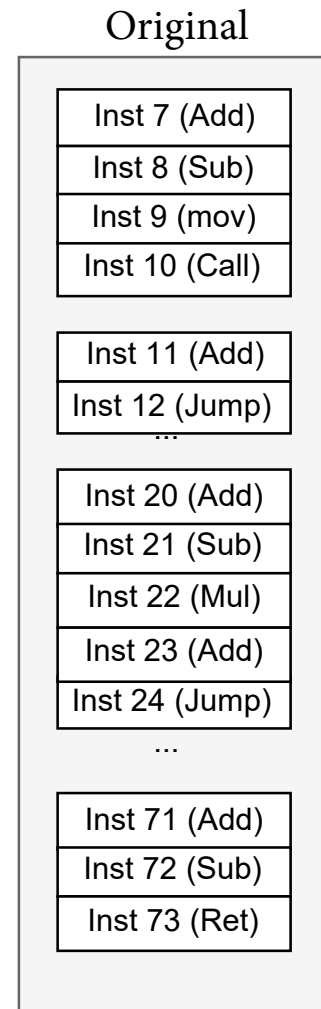 Original
Inst 7 (Add)
Inst 8 (Sub)
Inst 9 (mov)
Inst 10 (Call)
Inst 11 (Add)
Inst 12 (Jump)
...
Inst 20 (Add)
Inst 21 (Sub)
Inst 22 (Mul)
Inst 23 (Add)
Inst 24 (Jump)
...
Inst 71 (Add)
Inst 72 (Sub)
Inst 73 (Ret)